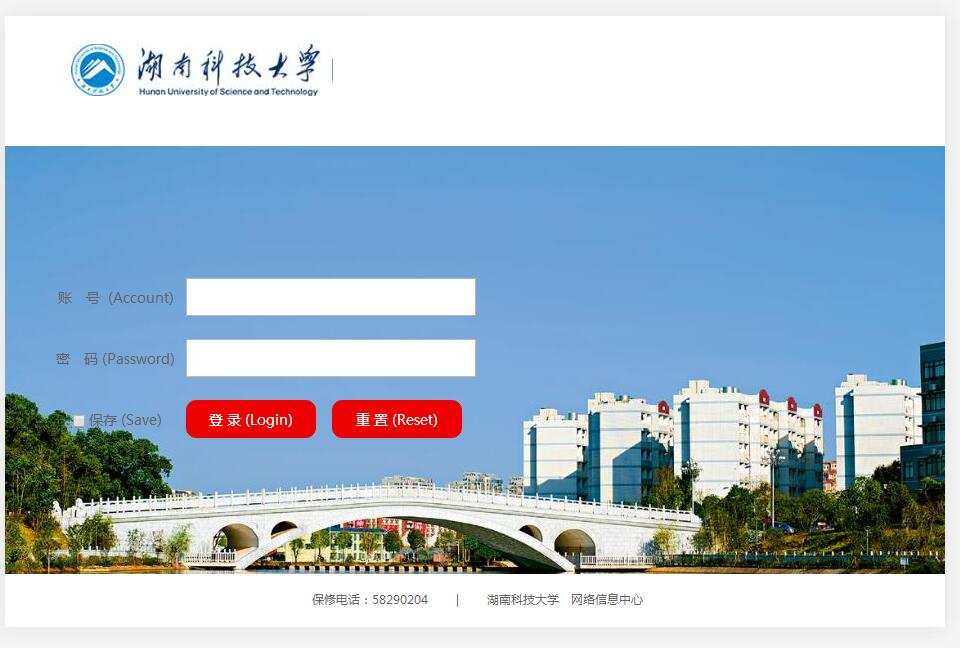 湖南科技大学
Hunan University of Science and Technology
账 号 (Account)
密 码 (Password)
保存 (Save) 登 录 (Login) 重 置 (Reset)
保修电话：58290204 | 湖南科技大学 网络信息中心